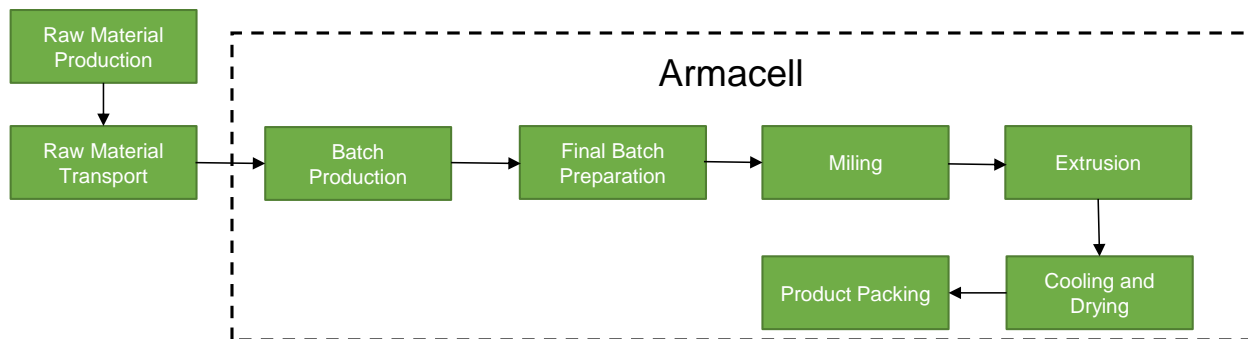 Raw Material
Production
Armacell
Raw Material
Transport
Batch
Production
Final Batch
Preparation
Miling
Extrusion
Product Packing
Cooling and
Drying